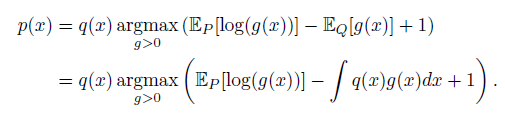 p(x) = q(x) argmax_{g>0} (𝔼_P[log(g(x))] − 𝔼_Q[g(x)] + 1)
= q(x) argmax_{g>0} (𝔼_P[log(g(x))] − ∫ q(x)g(x)dx + 1).